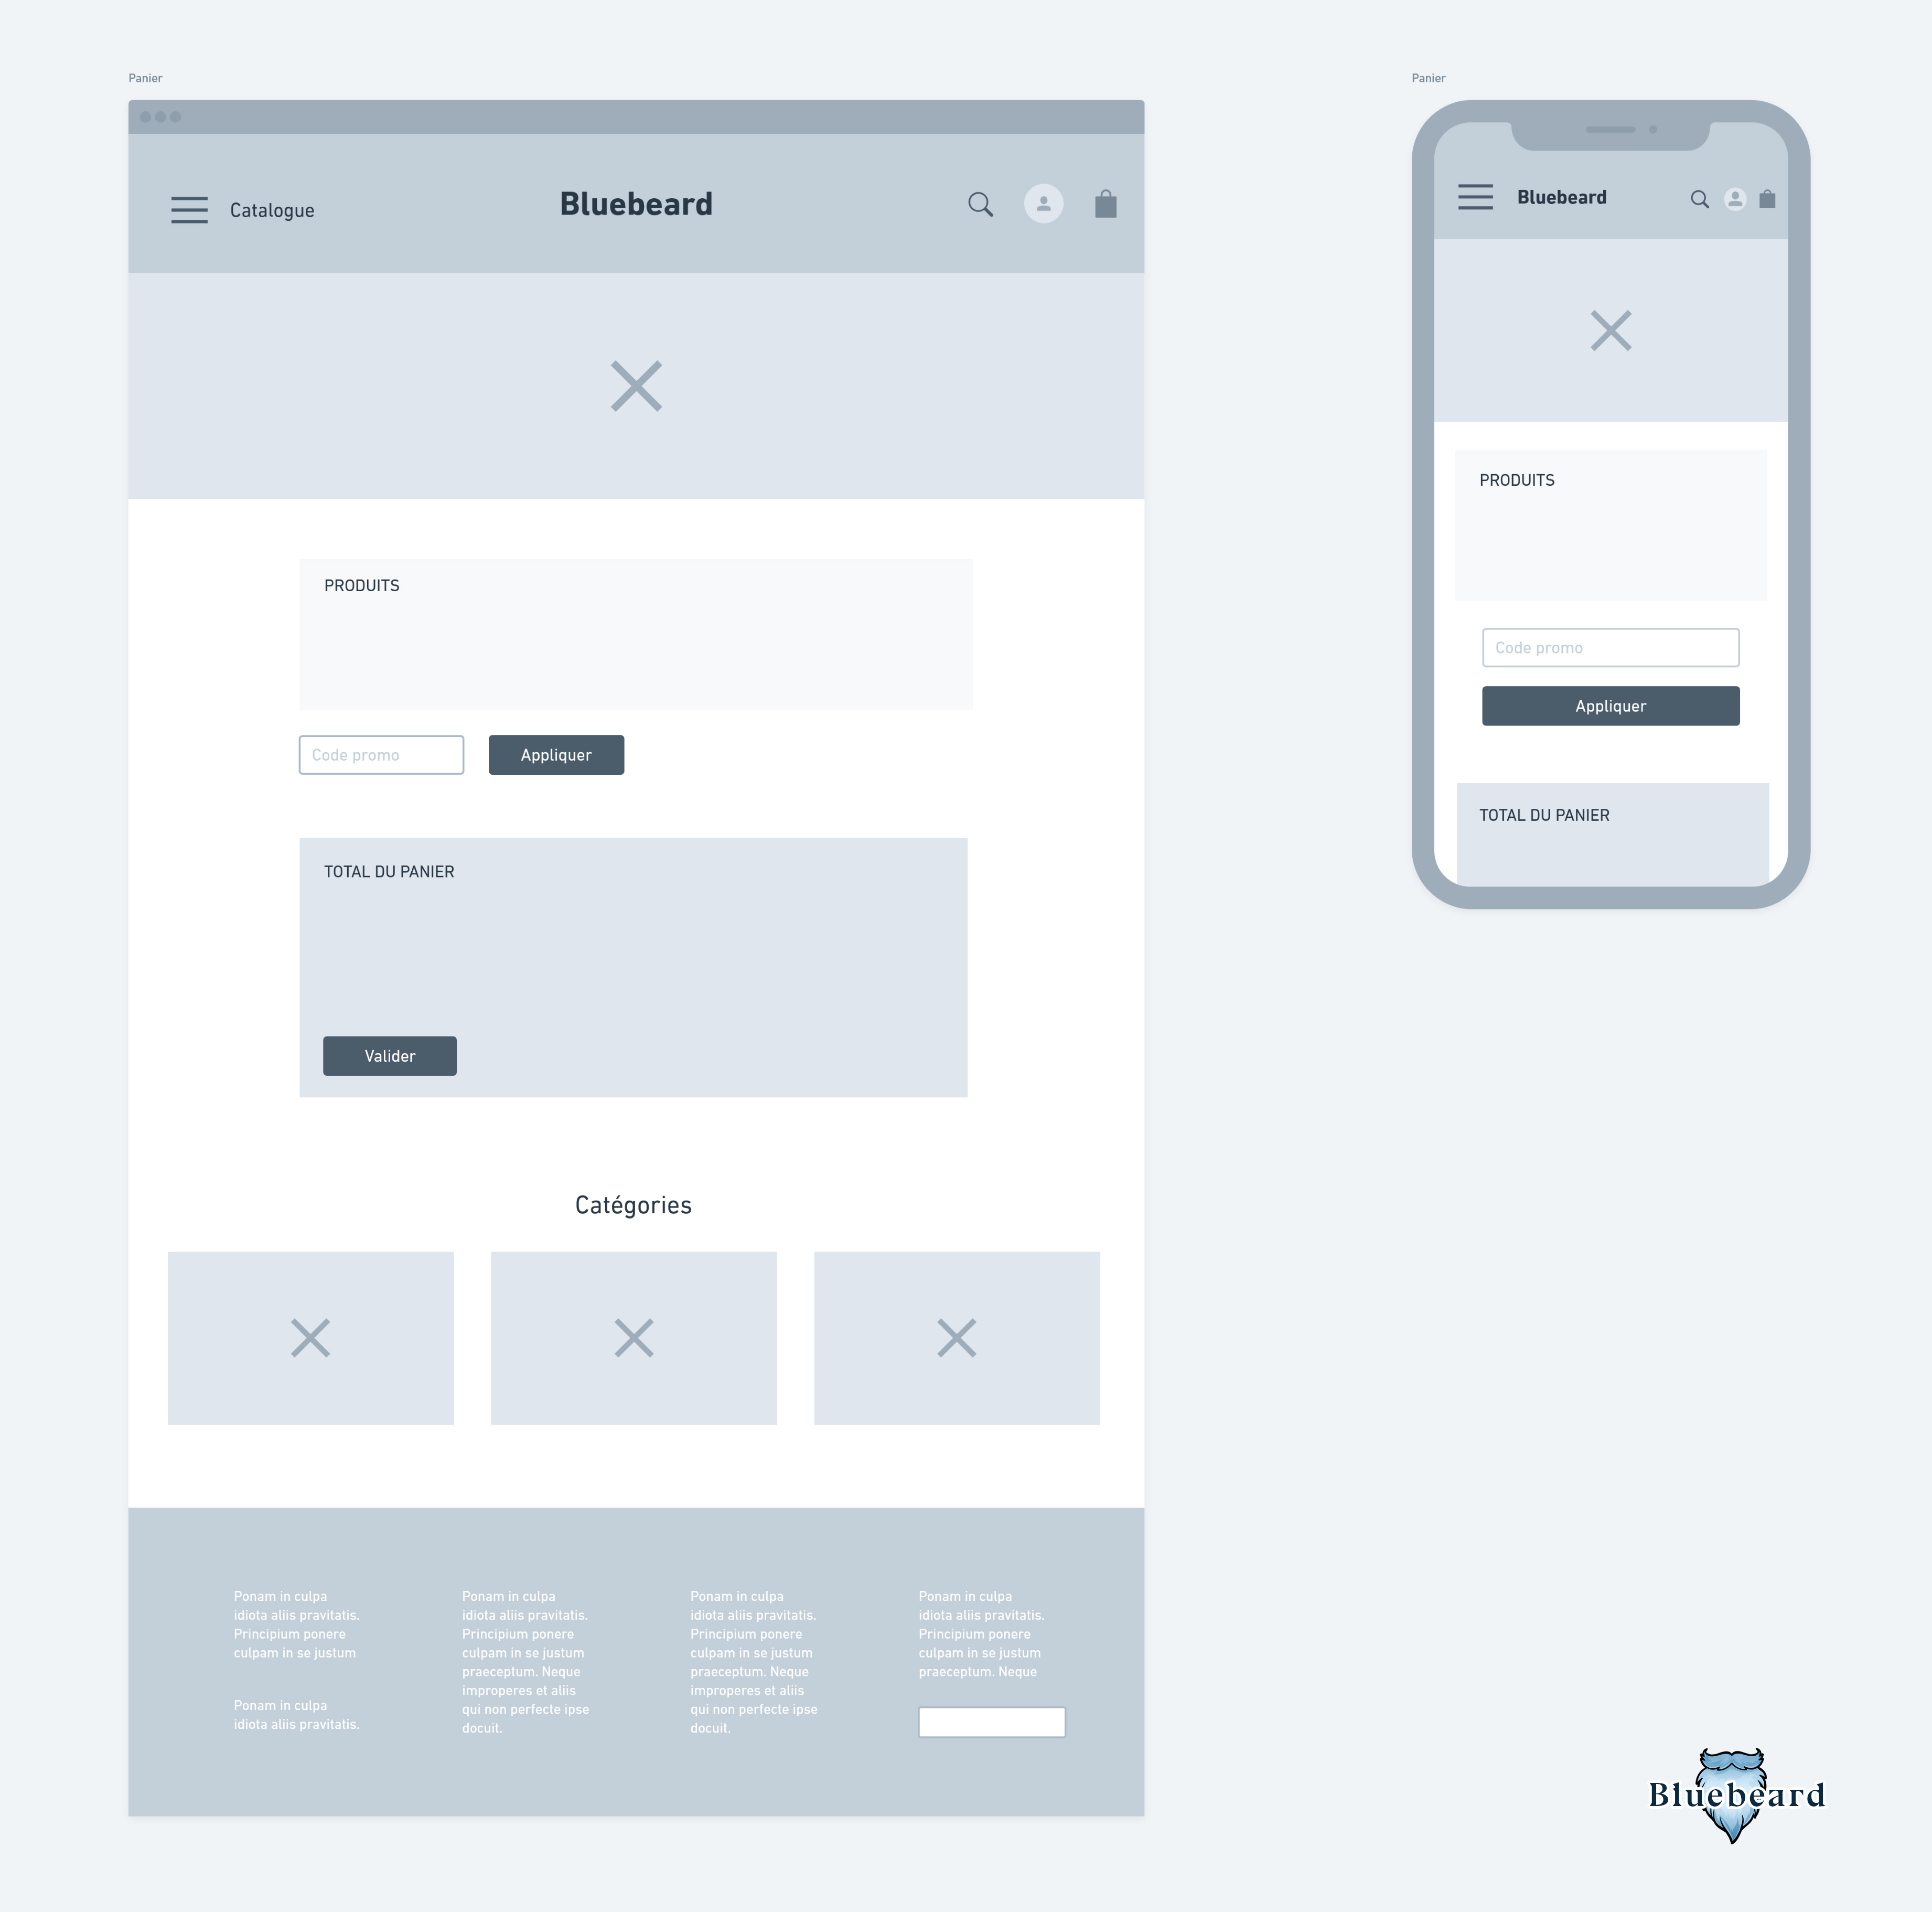 Panier
Catalogue
Bluebeard
PRODUITS
Code promo
Appliquer
TOTAL DU PANIER
Valider
Catégories
Ponam in culpa
idiota aliis pravitatis.
Principium ponere
culpam in se justum
Ponam in culpa
idiota aliis pravitatis.
Ponam in culpa
idiota aliis pravitatis.
Principium ponere
culpam in se justum
praeceptum. Neque
improperes et aliis
qui non perfecte ipse
docuit.
Ponam in culpa
idiota aliis pravitatis.
Principium ponere
culpam in se justum
praeceptum. Neque
improperes et aliis
qui non perfecte ipse
docuit.
Ponam in culpa
idiota aliis pravitatis.
Principium ponere
culpam in se justum
praeceptum. Neque
Panier
Bluebeard
PRODUITS
Code promo
Appliquer
TOTAL DU PANIER
Bluebeard